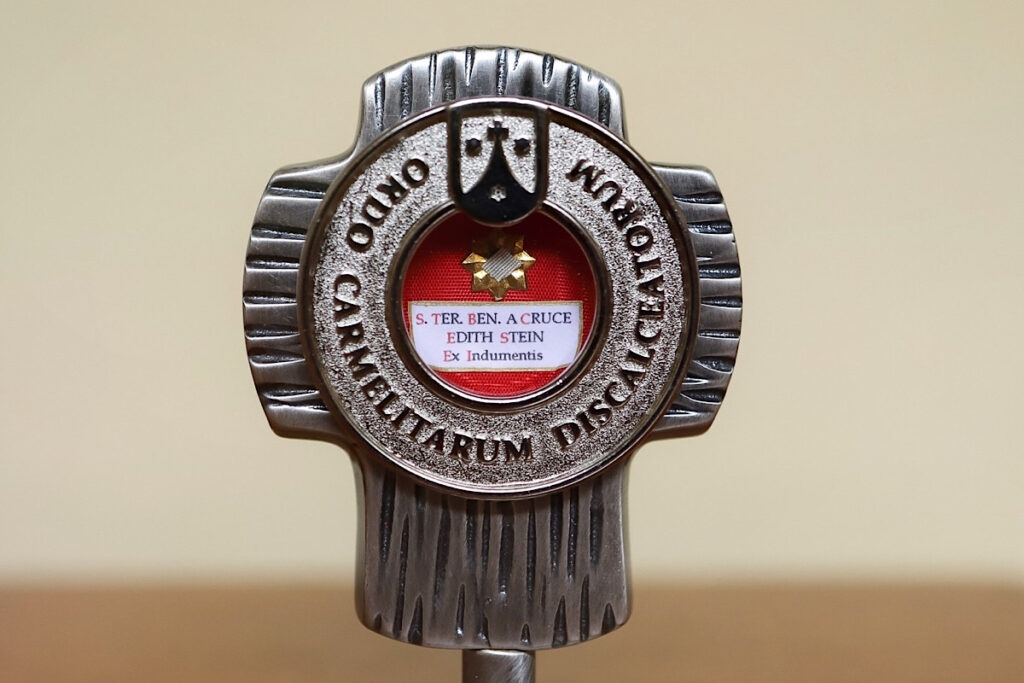 ORDO CARMELITARUM DISCALCEATORUM
S. TER. BEN. A CRUCE
EDITH STEIN
Ex Indumentis